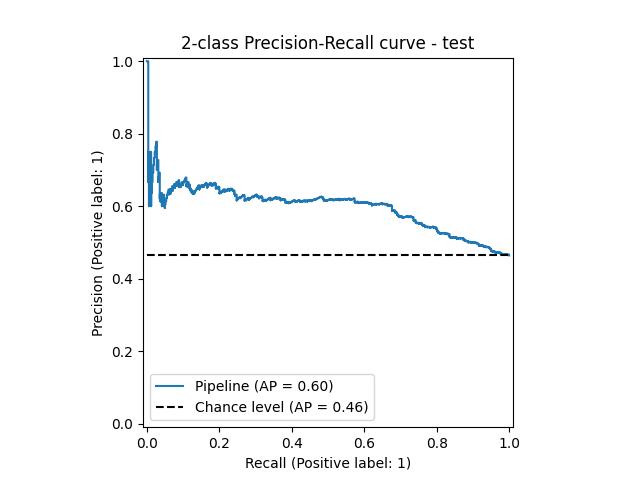 2-class Precision-Recall curve - test
1.0
0.8
0.6
0.4
0.2
0.0
Precision (Positive label: 1)
Pipeline (AP = 0.60)
Chance level (AP = 0.46)
0.0 0.2 0.4 0.6 0.8 1.0
Recall (Positive label: 1)